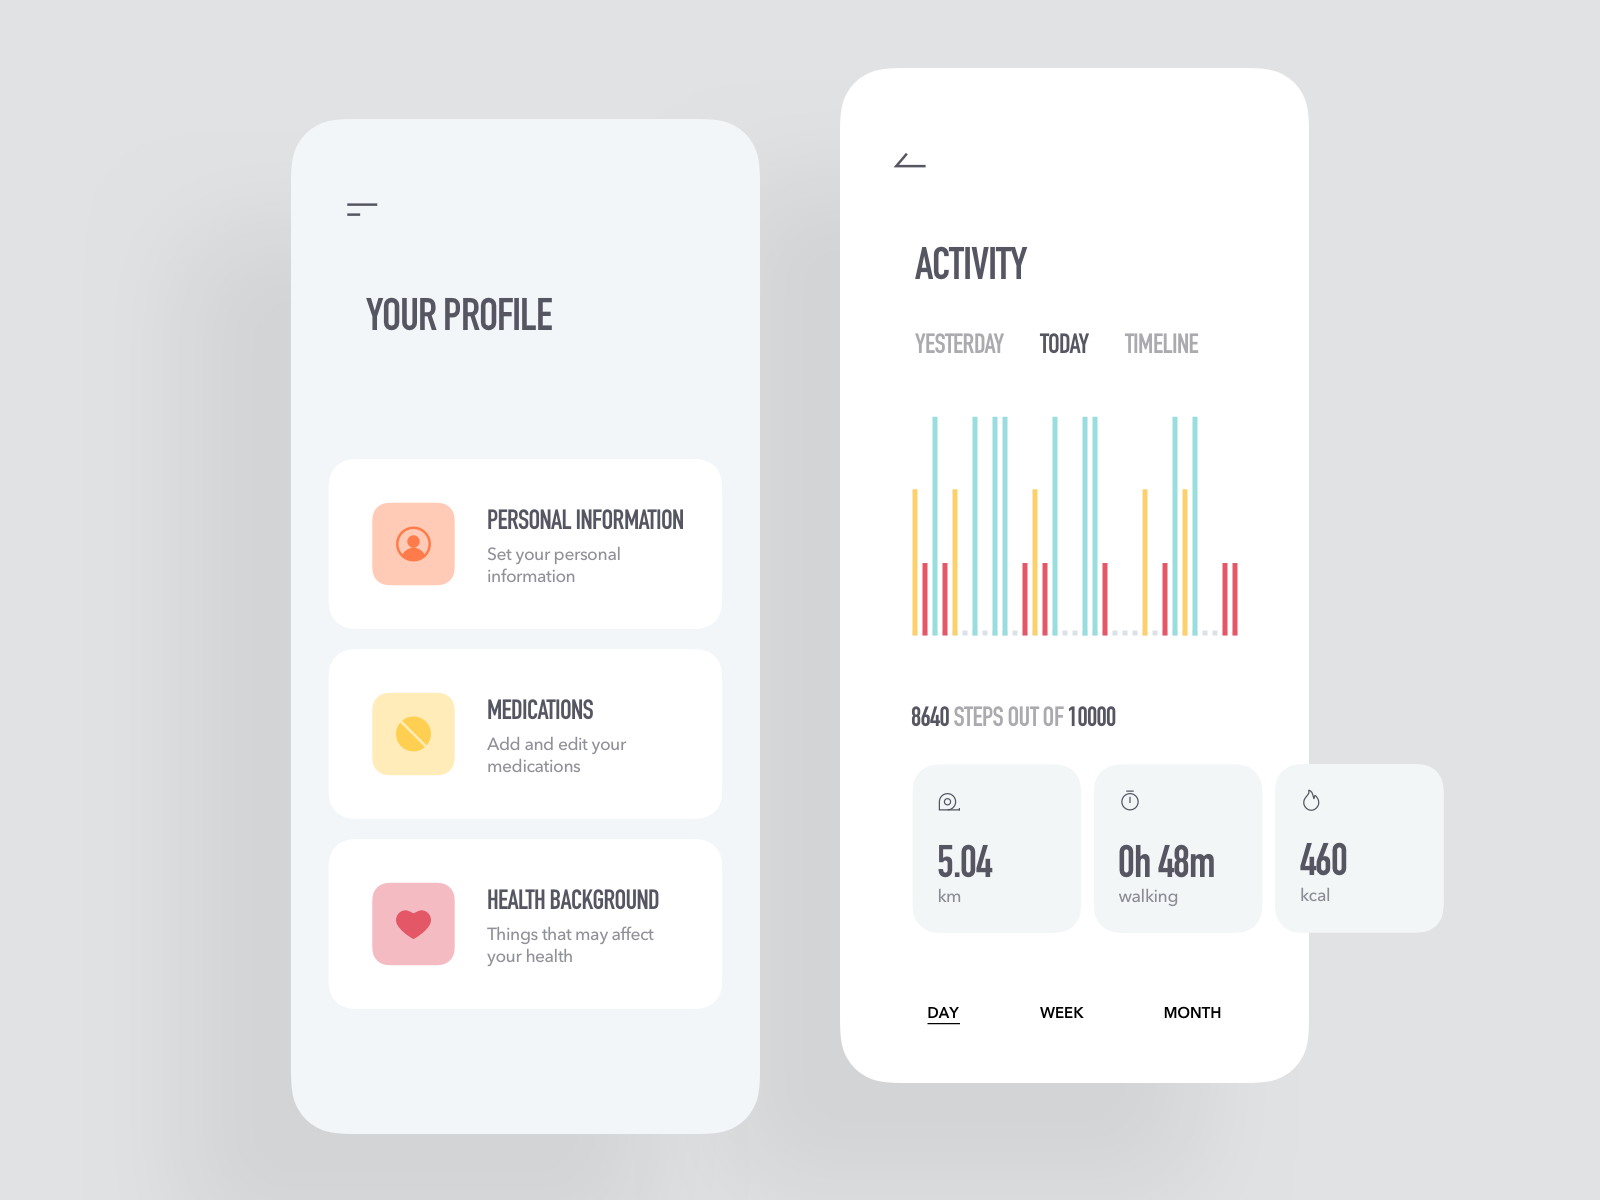 YOUR PROFILE
PERSONAL INFORMATION
Set your personal
information
MEDICATIONS
Add and edit your
medications
HEALTH BACKGROUND
Things that may affect
your health
ACTIVITY
YESTERDAY TODAY TIMELINE
8640 STEPS OUT OF 10000
5.04
km
0h 48m
walking
460
kcal
DAY WEEK MONTH